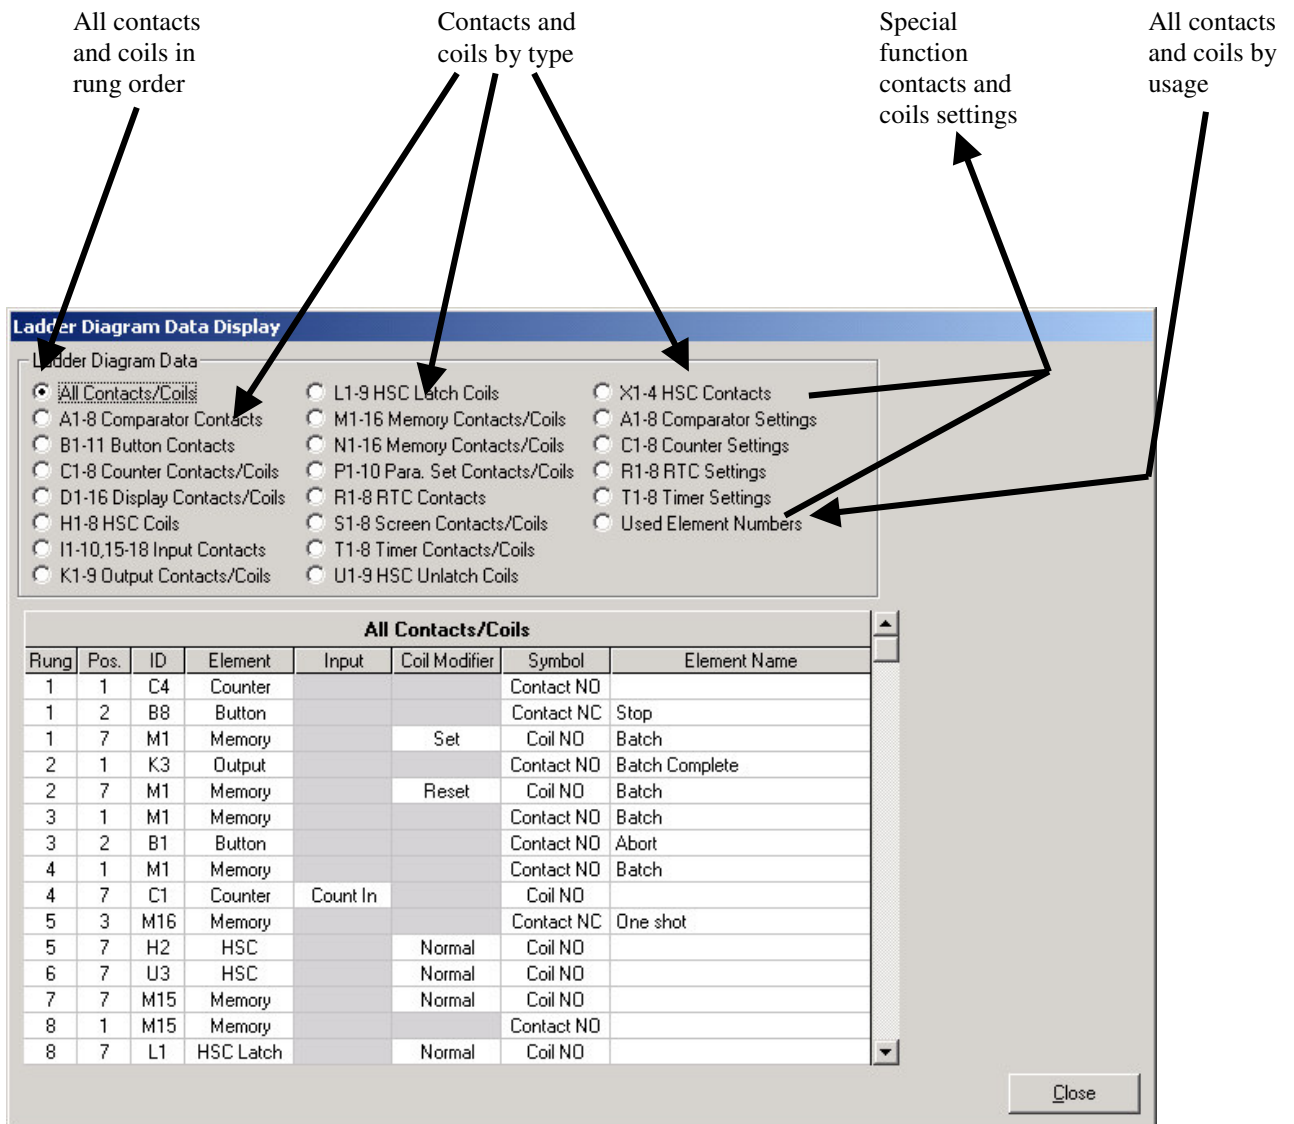 All contacts
and coils in
rung order
Contacts and
coils by type
Special
function
contacts and
coils settings
All contacts
and coils by
usage
Ladder Diagram Data Display
Ladder Diagram Data
All Contacts/Coils
A1-8 Comparator Contacts
B1-11 Button Contacts
C1-8 Counter Contacts/Coils
D1-16 Display Contacts/Coils
H1-8 HSC Coils
I1-10,15-18 Input Contacts
K1-9 Output Contacts/Coils
L1-9 HSC Latch Coils
M1-16 Memory Contacts/Coils
N1-16 Memory Contacts/Coils
P1-10 Para. Set Contacts/Coils
R1-8 RTC Contacts
S1-8 Screen Contacts/Coils
T1-8 Timer Contacts/Coils
U1-9 HSC Unlatch Coils
X1-4 HSC Contacts
A1-8 Comparator Settings
C1-8 Counter Settings
R1-8 RTC Settings
T1-8 Timer Settings
Used Element Numbers
All Contacts/Coils
Rung Pos. ID Element Input Coil Modifier Symbol Element Name
1 1 C4 Counter Contact NO
1 2 B8 Button Contact NC Stop
1 7 M1 Memory Set Coil NO Batch
2 1 K3 Output Contact NO Batch Complete
2 7 M1 Memory Reset Coil NO Batch
3 1 M1 Memory Contact NO Batch
3 2 B1 Button Contact NO Abort
4 1 M1 Memory Contact NO Batch
4 7 C1 Counter Count In Coil NO
5 3 M16 Memory Contact NC One shot
5 7 H2 HSC Normal Coil NO
6 7 U3 HSC Normal Coil NO
7 7 M15 Memory Normal Coil NO
8 1 M15 Memory Contact NO
8 7 L1 HSC Latch Normal Coil NO
Close